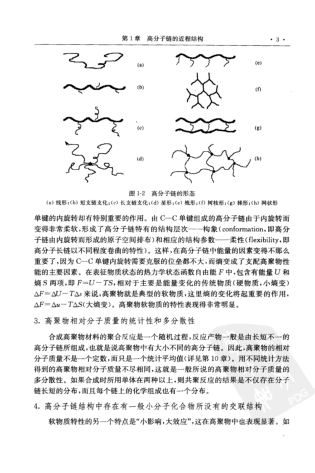 第1章 高分子链的近程结构
·3·
(a)
(e)
(b)
(f)
(c)
(g)
(d)
(h)
图 1-2 高分子链的形态
(a) 线形;(b) 短支链支化;(c) 长支链支化;(d) 星形;(e) 梳形;(f) 树枝形;(g) 梯形;(h) 网状形
单键的内旋转却有特别重要的作用。由 C—C 单键组成的高分子链由于内旋转而
变得非常柔软,形成了高分子链特有的结构层次——构象(conformation,即高分
子链由内旋转而形成的原子空间排布)和相应的结构参数——柔性(flexibility,即
高分子长链以不同程度卷曲的特性)。这样,在高分子链中能量的因素变得不那么
重要了,因为 C—C 单键内旋转需要克服的位垒都不大,而熵变成了支配高聚物性
能的主要因素。在表征物质状态的热力学状态函数自由能 F 中,包含有能量 U 和
熵 S 两项,即 F=U−TS,相对于主要是能量变化的传统物质(硬物质,小熵变)
ΔF=ΔU−TΔs 来说,高聚物就是典型的软物质,这里熵的变化将起重要的作用,
ΔF=Δu−TΔS(大熵变)。高聚物软物质的特性表现得非常明显。
3. 高聚物相对分子质量的统计性和多分散性
合成高聚物材料的聚合反应是一个随机过程,反应产物一般是由长短不一的
高分子链所组成,也就是说高聚物中有大小不同的高分子链。因此,高聚物的相对
分子质量不是一个定数,而只是一个统计平均值(详见第 10 章)。用不同统计方法
得到的高聚物相对分子质量不尽相同,这就是一般所说的高聚物相对分子质量的
多分散性。如果合成时所用单体在两种以上,则共聚反应的结果是不仅存在分子
链长短的分布,而且每个链上的化学组成也有一个分布。
4. 高分子链结构中存在有一般小分子化合物所没有的交联结构
软物质特性的另一个特点是“小影响,大效应”,这在高聚物中也表现显著。如